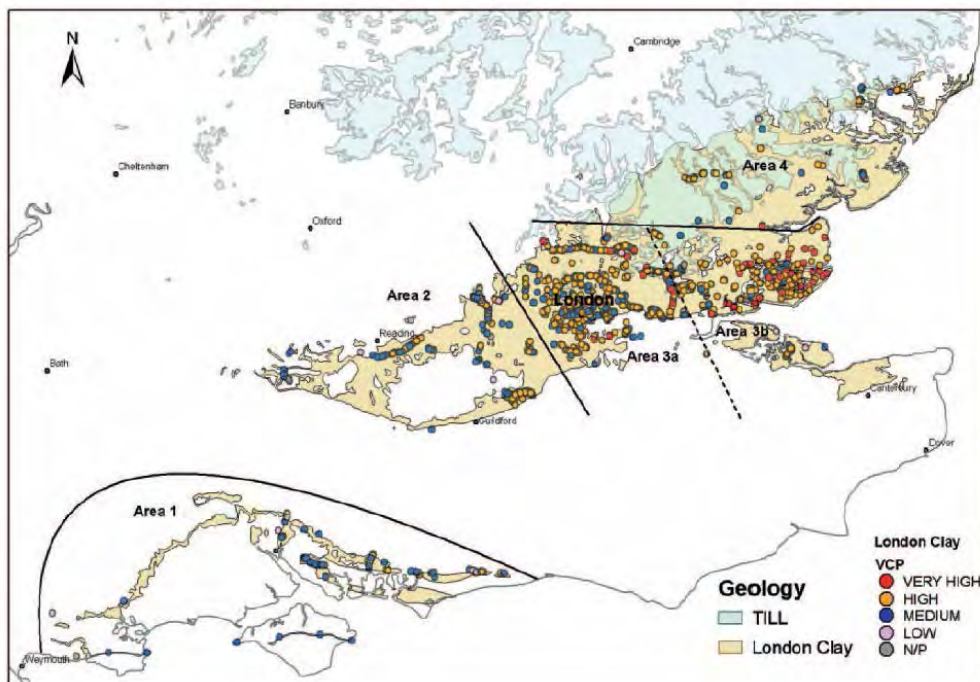 N
Cambridge
Banbury
Cheltenham
Area 4
Oxford
Area 2
London
Reading
Area 3b
Area 3a
Bath
Canterbury
Guildford
Dover
Area 1
London Clay
VCP
VERY HIGH
HIGH
MEDIUM
LOW
N/P
Geology
TILL
London Clay
Weymouth